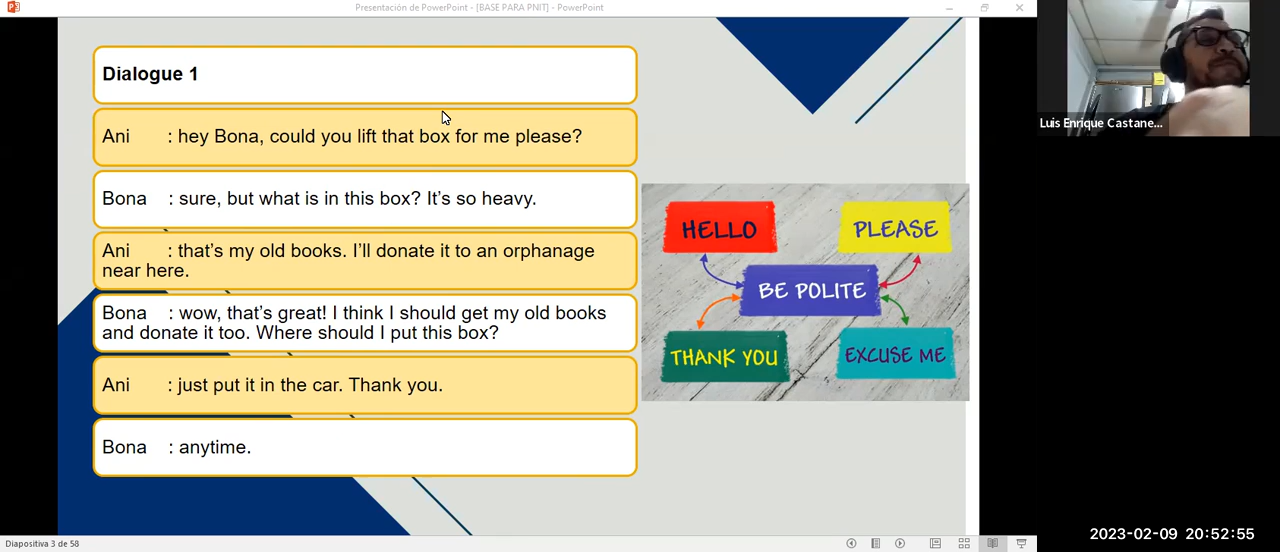 Presentación de PowerPoint - [BASE PARA PNIT] - PowerPoint
Dialogue 1
Ani : hey Bona, could you lift that box for me please?
Bona : sure, but what is in this box? It's so heavy.
Ani : that's my old books. I'll donate it to an orphanage
near here.
Bona : wow, that's great! I think I should get my old books
and donate it too. Where should I put this box?
Ani : just put it in the car. Thank you.
Bona : anytime.
HELLO
PLEASE
BE POLITE
THANK YOU
EXCUSE ME
Luis Enrique Castane...
Diapositiva 3 de 58
2023-02-09 20:52:55